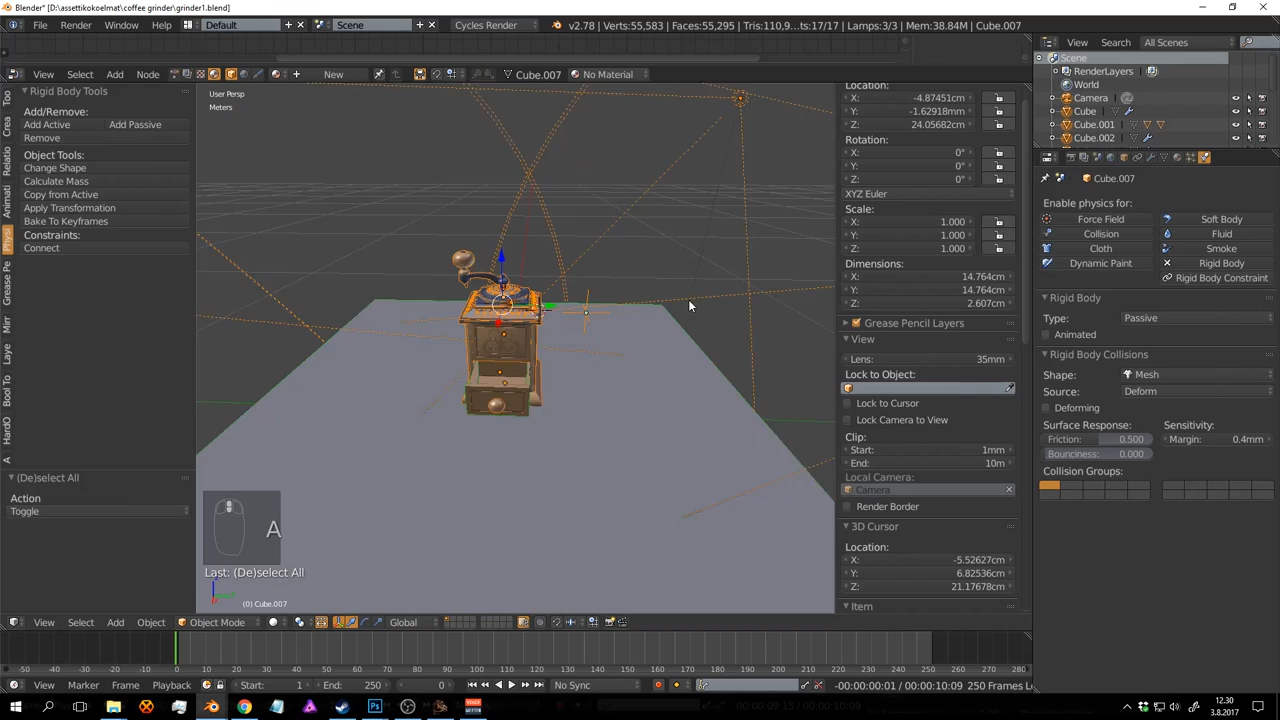 Blender* [D:\assettikokoelmat\coffee grinder\grinder1.blend]
File Render Window Help Default Scene Cycles Render v2.78 | Verts:55,583 | Faces:55,295 | Tris:110,9.. ts:17/17 | Lamps:3/3 | Mem:38.84M | Cube.007
View Search All Scenes
Scene
RenderLayers
World
Camera
Cube
Cube.001
Cube.002
View Select Add Node New Cube.007 No Material
Rigid Body Tools
Add/Remove:
Add Active Add Passive
Remove
Object Tools:
Change Shape
Calculate Mass
Copy from Active
Apply Transformation
Bake To Keyframes
Constraints:
Connect
Too
Crea
Relatio
Animati
Physi
Grease Pe
Mirr
Laye
Bool To
HardO
A
(De)select All
Action
Toggle
User Persp
Meters
A
Last: (De)select All
(0) Cube.007
Location:
X: -4.87451cm
Y: -1.62918mm
Z: 24.05682cm
Rotation:
X: 0°
Y: 0°
Z: 0°
XYZ Euler
Scale:
X: 1.000
Y: 1.000
Z: 1.000
Dimensions:
X: 14.764cm
Y: 14.764cm
Z: 2.607cm
Grease Pencil Layers
View
Lens: 35mm
Lock to Object:
Lock to Cursor
Lock Camera to View
Clip:
Start: 1mm
End: 10m
Local Camera:
Camera
Render Border
3D Cursor
Location:
X: -5.52627cm
Y: 6.82536cm
Z: 21.17678cm
Item
Cube.007
Enable physics for:
Force Field Soft Body
Collision Fluid
Cloth Smoke
Dynamic Paint Rigid Body
Rigid Body Constraint
Rigid Body
Type: Passive
Animated
Rigid Body Collisions
Shape: Mesh
Source: Deform
Deforming
Surface Response: Sensitivity:
Friction: 0.500 Margin: 0.4mm
Bounciness: 0.000
Collision Groups:
View Select Add Object Object Mode Global
-50 -40 -30 -20 -10 0 10 20 30 40 50 60 70 80 90 100 110 120 130 140 150 160 170 180 190 200 210 220 230 240 250 260 270 280
View Marker Frame Playback Start: 1 End: 250 0 No Sync -00:00:00:01 / 00:00:10:09
12.30
3.8.2017